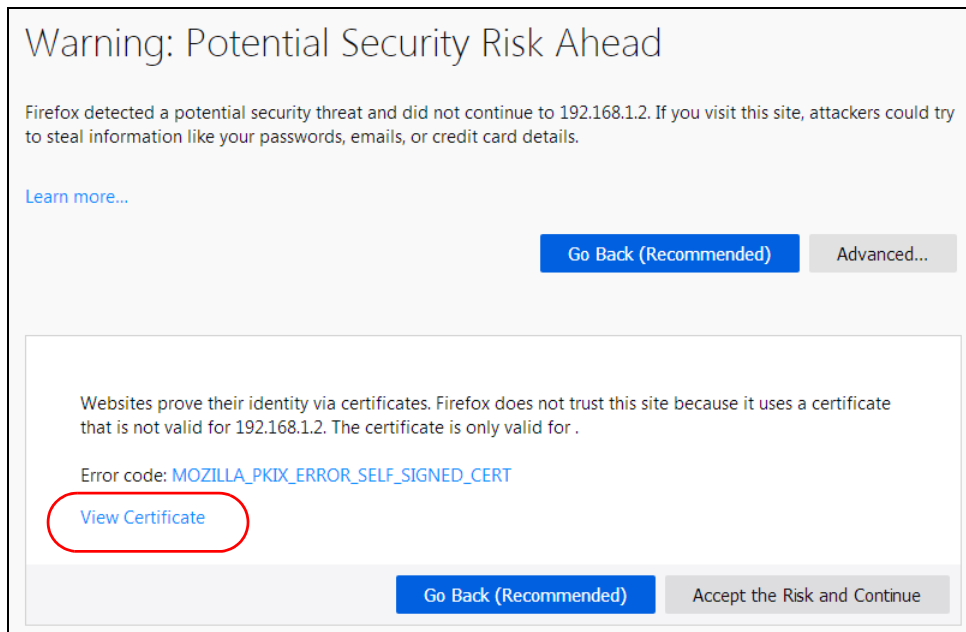 Warning: Potential Security Risk Ahead
Firefox detected a potential security threat and did not continue to 192.168.1.2. If you visit this site, attackers could try
to steal information like your passwords, emails, or credit card details.
Learn more...
Go Back (Recommended) Advanced...
Websites prove their identity via certificates. Firefox does not trust this site because it uses a certificate
that is not valid for 192.168.1.2. The certificate is only valid for .
Error code: MOZILLA_PKIX_ERROR_SELF_SIGNED_CERT
View Certificate
Go Back (Recommended) Accept the Risk and Continue